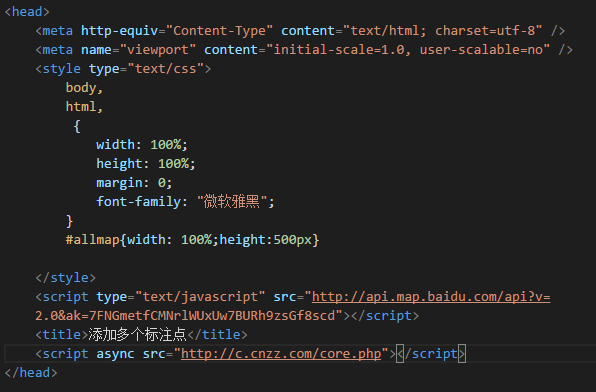 <head>
<meta http-equiv="Content-Type" content="text/html; charset=utf-8" />
<meta name="viewport" content="initial-scale=1.0, user-scalable=no" />
<style type="text/css">
body,
html,
{
width: 100%;
height: 100%;
margin: 0;
font-family: "微软雅黑";
}
#allmap{width: 100%;height:500px}
</style>
<script type="text/javascript" src="http://api.map.baidu.com/api?v=
2.0&ak=7FNGmetfCMNrlWUxUw7BURh9zsGf8scd"></script>
<title>添加多个标注点</title>
<script async src="http://c.cnzz.com/core.php"></script>
</head>